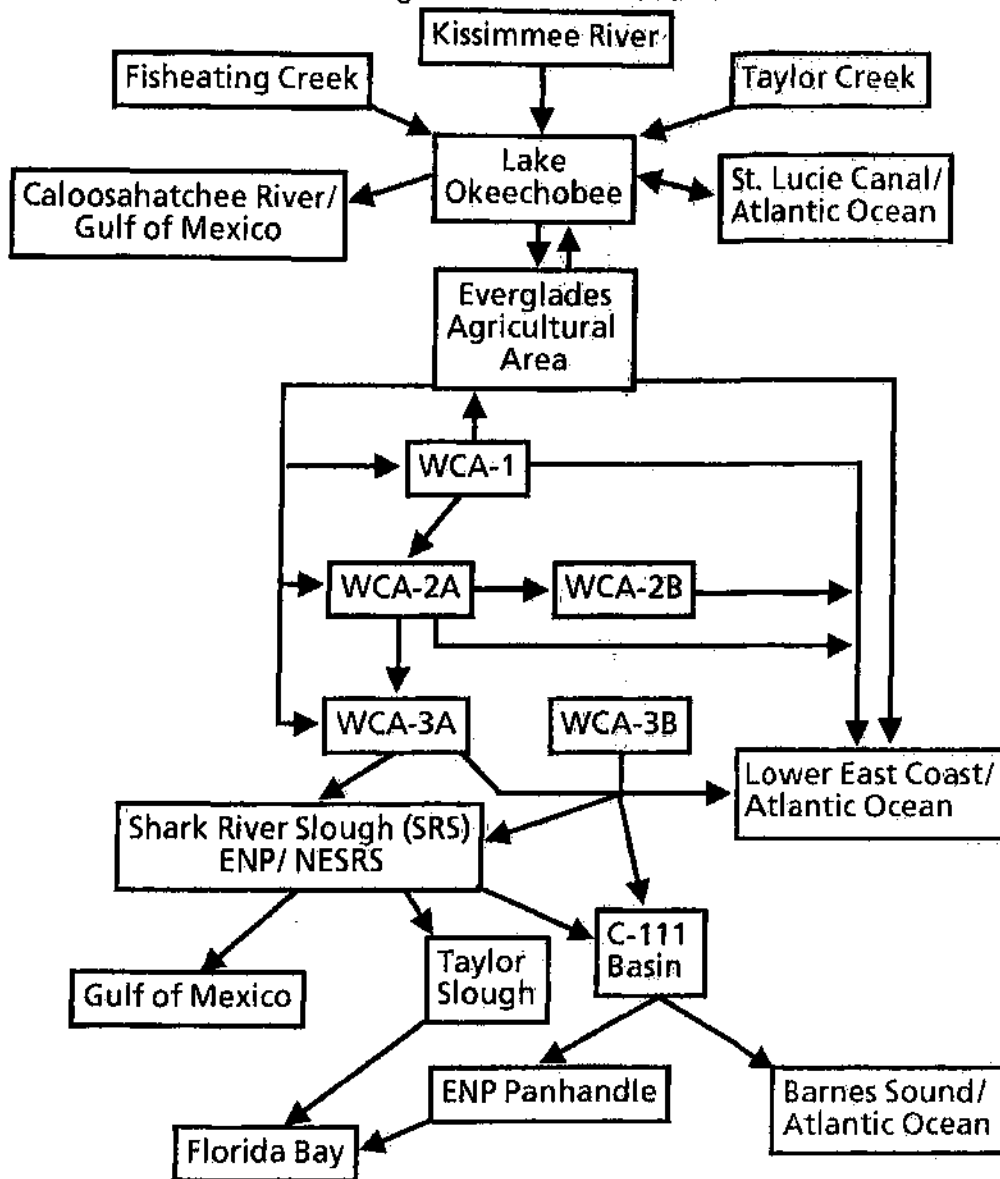 Kissimmee River
Fisheating Creek
Taylor Creek
Lake
Okeechobee
Caloosahatchee River/
Gulf of Mexico
St. Lucie Canal/
Atlantic Ocean
Everglades
Agricultural
Area
WCA-1
WCA-2A
WCA-2B
WCA-3A
WCA-3B
Lower East Coast/
Atlantic Ocean
Shark River Slough (SRS)
ENP/ NESRS
C-111
Basin
Taylor
Slough
Gulf of Mexico
ENP Panhandle
Barnes Sound/
Atlantic Ocean
Florida Bay